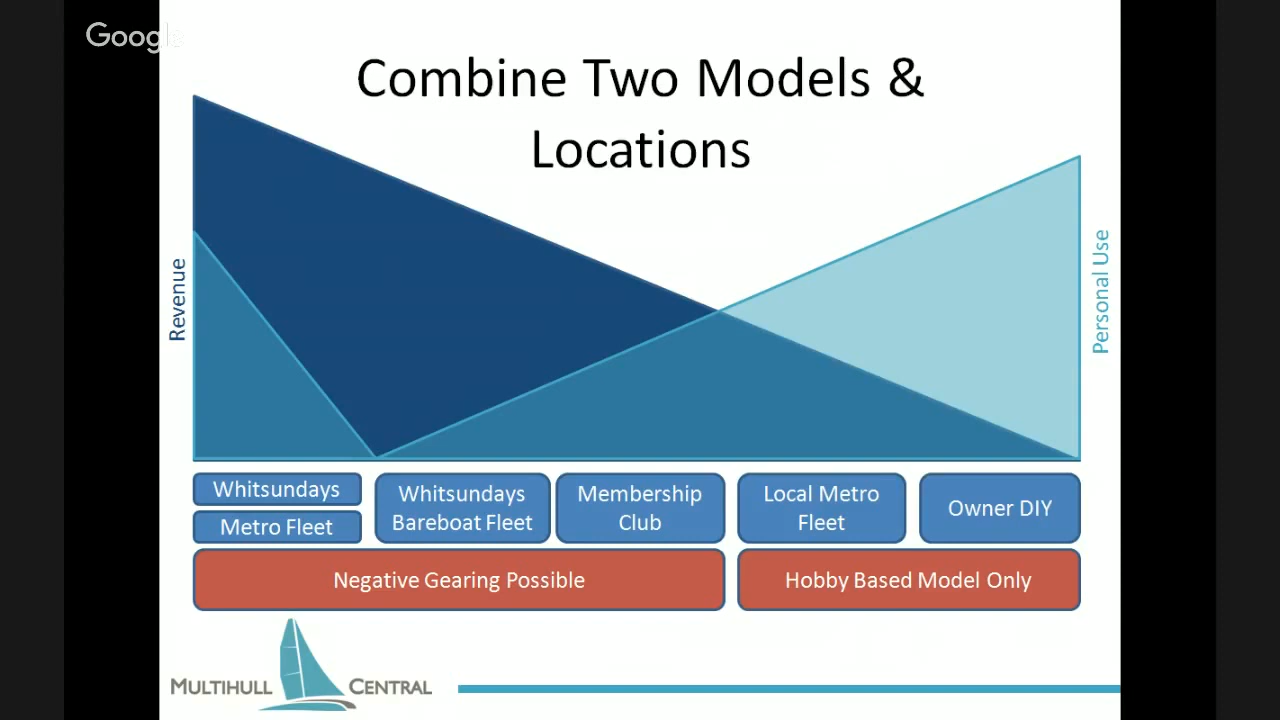 Google
Combine Two Models &
Locations
Revenue
Personal Use
Whitsundays
Metro Fleet
Whitsundays
Bareboat Fleet
Membership
Club
Local Metro
Fleet
Owner DIY
Negative Gearing Possible
Hobby Based Model Only
MULTIHULL CENTRAL